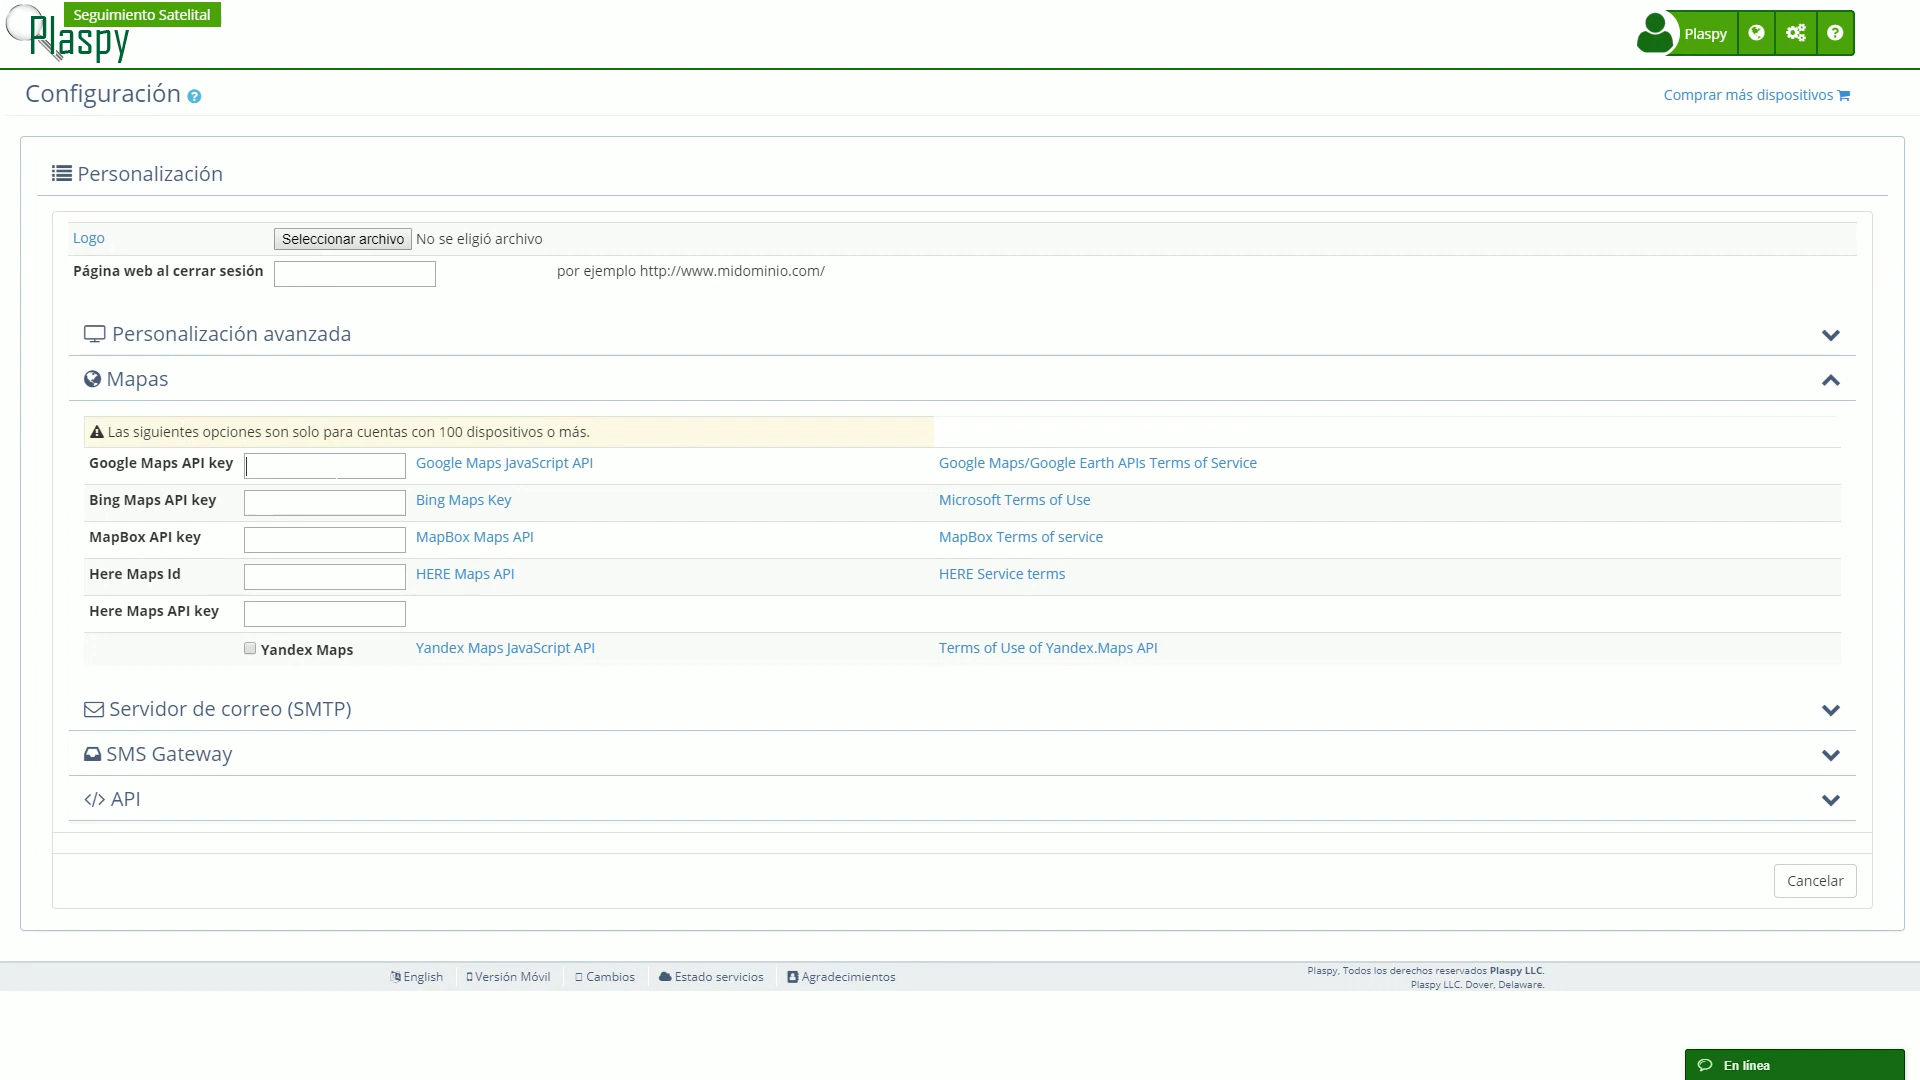 Seguimiento Satelital
Plaspy
Plaspy
Configuración
Comprar más dispositivos
Personalización
Logo
Seleccionar archivo No se eligió archivo
Página web al cerrar sesión
por ejemplo http://www.midominio.com/
Personalización avanzada
Mapas
Las siguientes opciones son solo para cuentas con 100 dispositivos o más.
Google Maps API key Google Maps JavaScript API Google Maps/Google Earth APIs Terms of Service
Bing Maps API key Bing Maps Key Microsoft Terms of Use
MapBox API key MapBox Maps API MapBox Terms of service
Here Maps Id HERE Maps API HERE Service terms
Here Maps API key
Yandex Maps Yandex Maps JavaScript API Terms of Use of Yandex.Maps API
Servidor de correo (SMTP)
SMS Gateway
</> API
Cancelar
English Versión Móvil Cambios Estado servicios Agradecimientos
Plaspy, Todos los derechos reservados Plaspy LLC.
Plaspy LLC. Dover, Delaware.
En línea